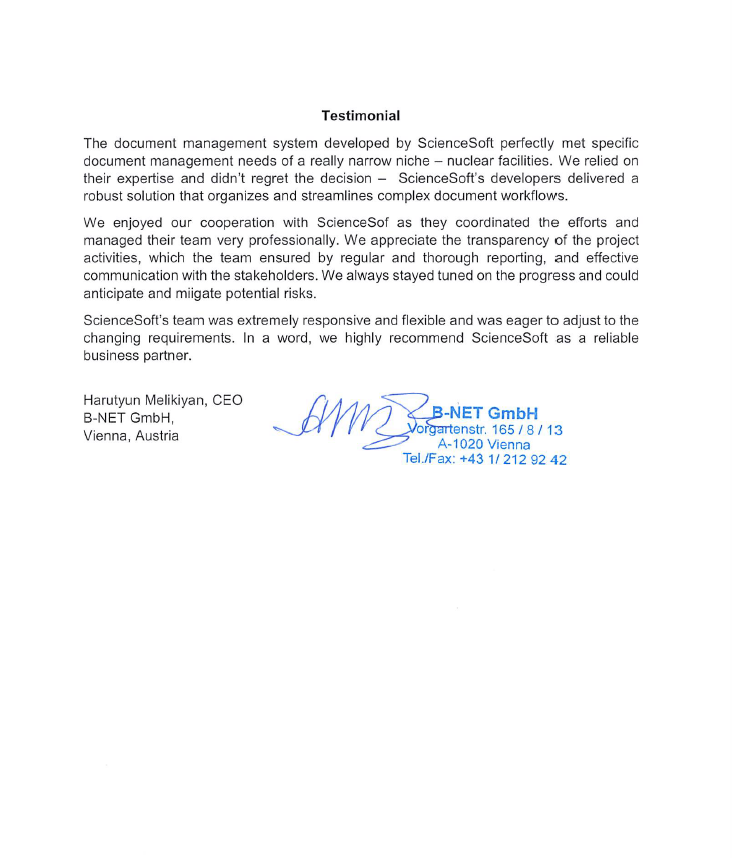 Testimonial
The document management system developed by ScienceSoft perfectly met specific
document management needs of a really narrow niche – nuclear facilities. We relied on
their expertise and didn't regret the decision – ScienceSoft's developers delivered a
robust solution that organizes and streamlines complex document workflows.
We enjoyed our cooperation with ScienceSof as they coordinated the efforts and
managed their team very professionally. We appreciate the transparency of the project
activities, which the team ensured by regular and thorough reporting, and effective
communication with the stakeholders. We always stayed tuned on the progress and could
anticipate and miigate potential risks.
ScienceSoft's team was extremely responsive and flexible and was eager to adjust to the
changing requirements. In a word, we highly recommend ScienceSoft as a reliable
business partner.
Harutyun Melikiyan, CEO
B-NET GmbH,
Vienna, Austria
B-NET GmbH
Vorgartenstr. 165 / 8 / 13
A-1020 Vienna
Tel./Fax: +43 1/ 212 92 42